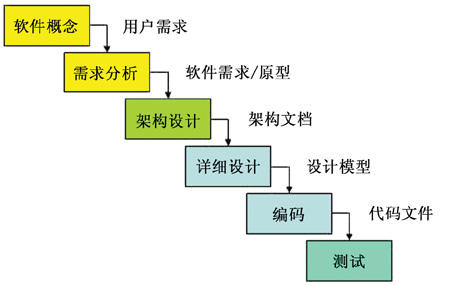 软件概念
用户需求
需求分析
软件需求/原型
架构设计
架构文档
详细设计
设计模型
编码
代码文件
测试